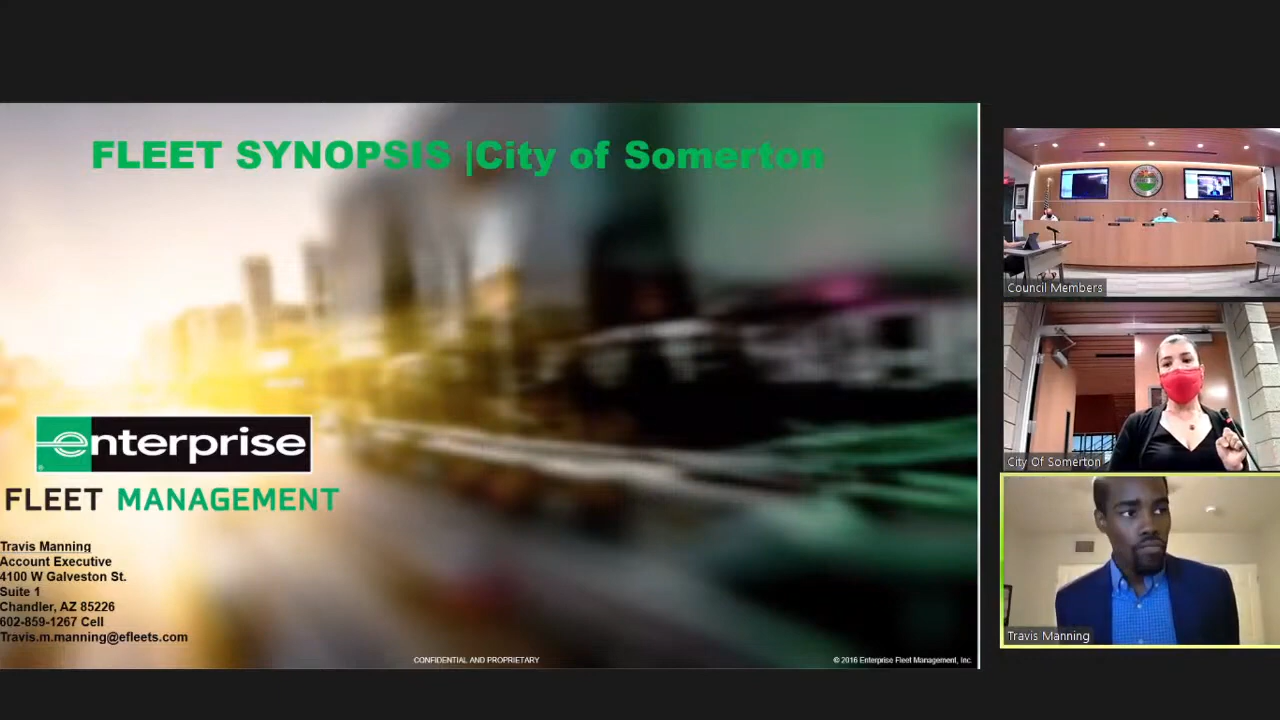 FLEET SYNOPSIS |City of Somerton
enterprise
FLEET MANAGEMENT
Travis Manning
Account Executive
4100 W Galveston St.
Suite 1
Chandler, AZ 85226
602-859-1267 Cell
Travis.m.manning@efleets.com
CONFIDENTIAL AND PROPRIETARY
© 2016 Enterprise Fleet Management, Inc.
Council Members
City Of Somerton
Travis Manning